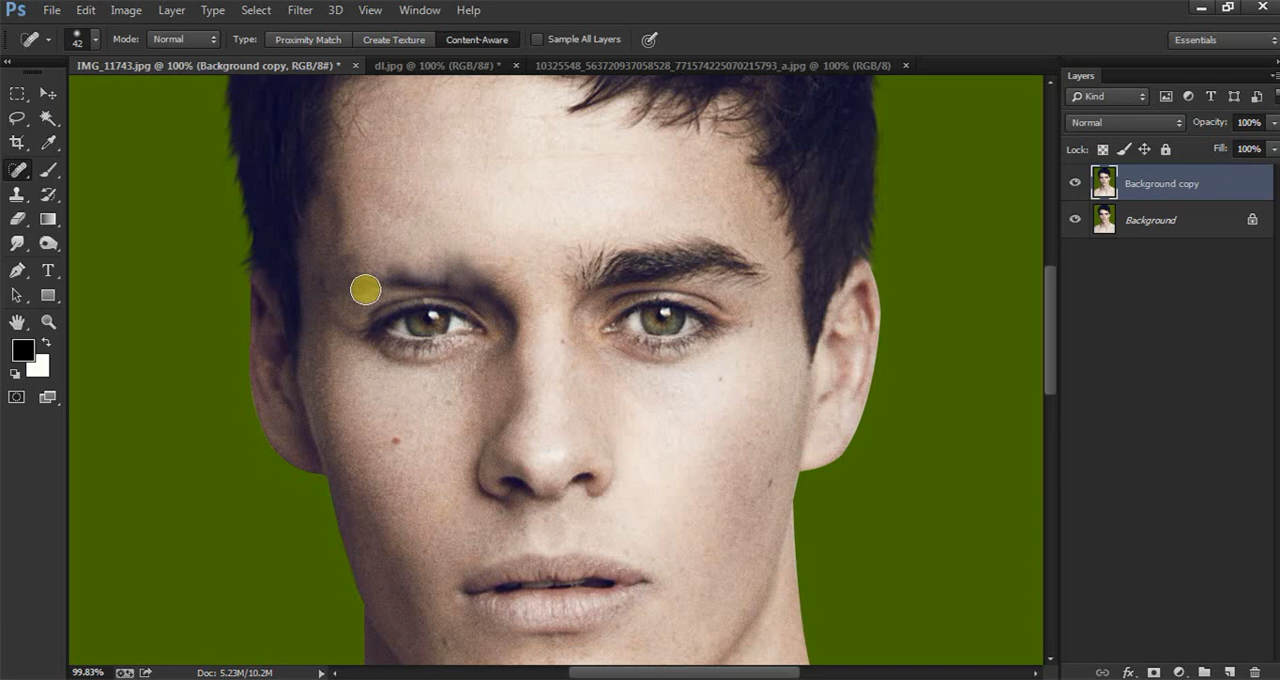 Ps File Edit Image Layer Type Select Filter 3D View Window Help
42 Mode: Normal Type: Proximity Match Create Texture Content-Aware Sample All Layers Essentials
IMG_11743.jpg @ 100% (Background copy, RGB/8#) * × dl.jpg @ 100% (RGB/8#) * × 10325548_563720937058528_771574225070215793_a.jpg @ 100% (RGB/8) ×
Layers
Kind
Normal Opacity: 100%
Lock: Fill: 100%
Background copy
Background
99.83% Doc: 5.23M/10.2M